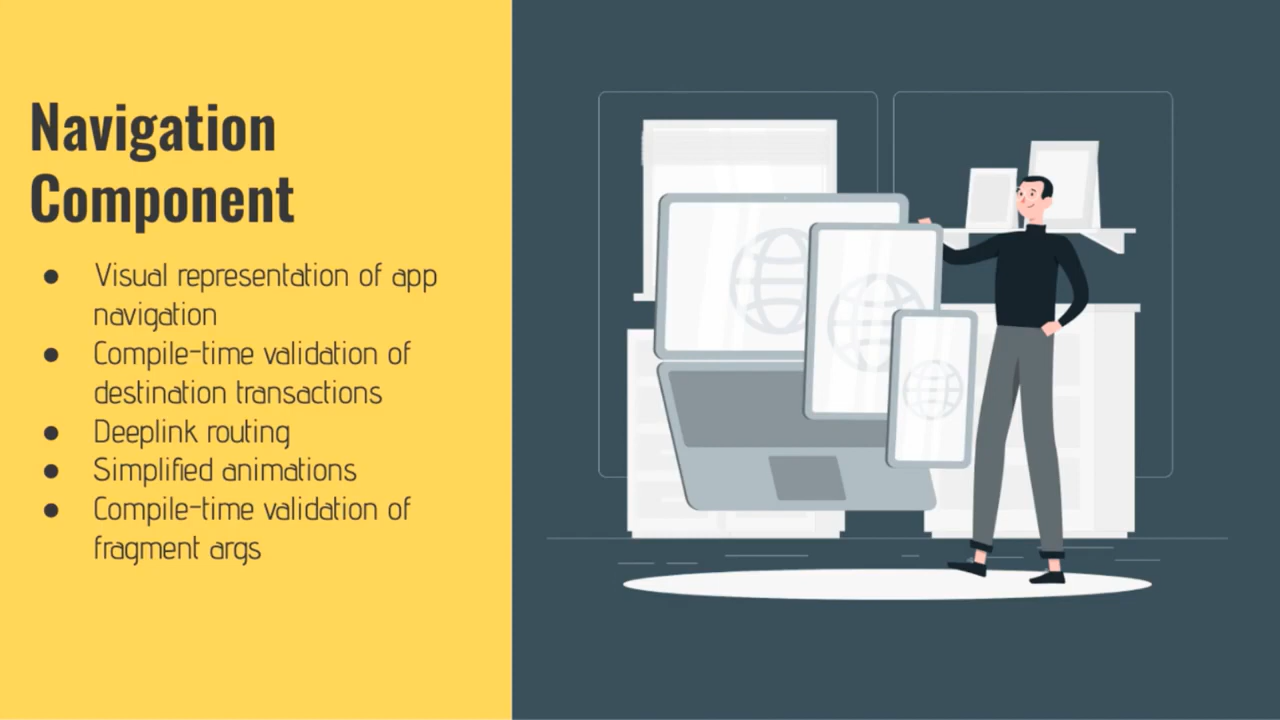 Navigation
Component
● Visual representation of app
navigation
● Compile-time validation of
destination transactions
● Deeplink routing
● Simplified animations
● Compile-time validation of
fragment args